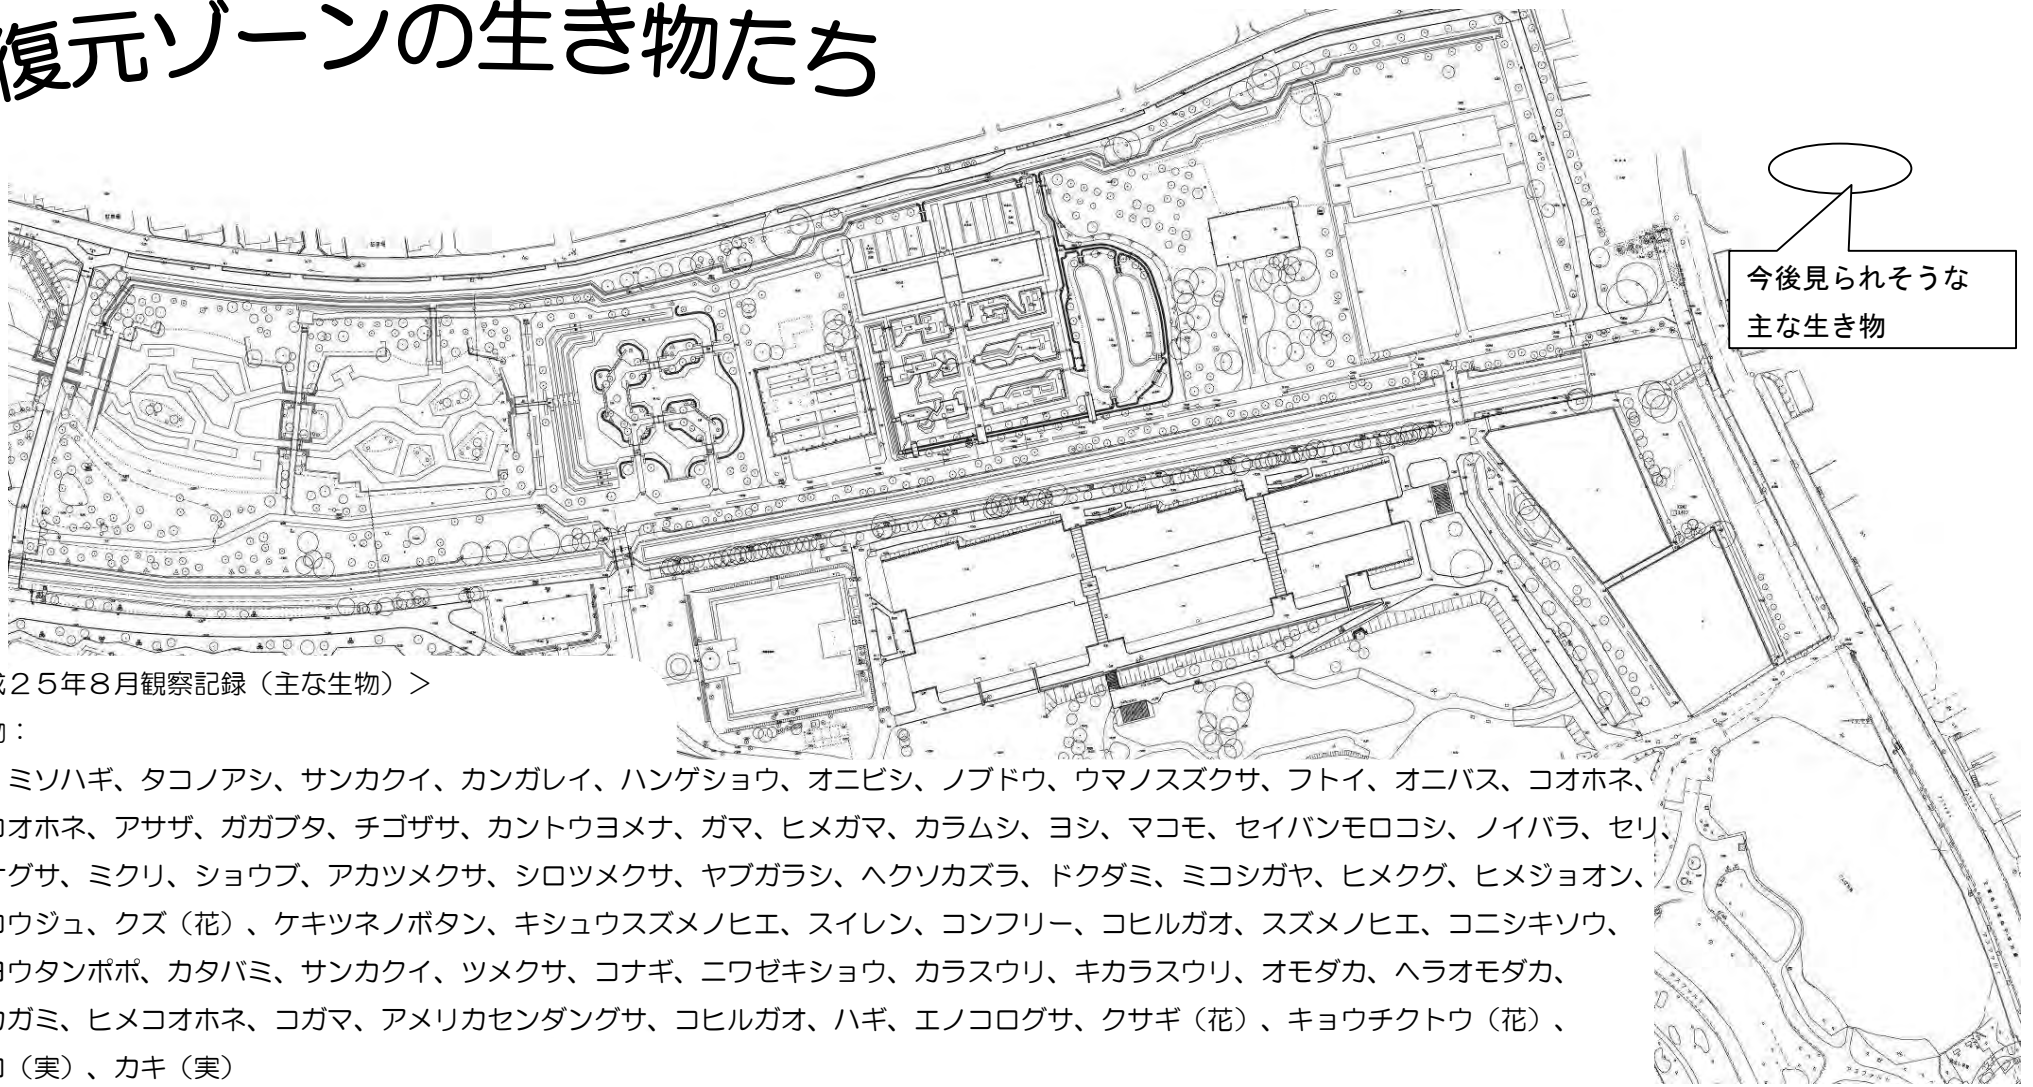 復元ゾーンの生き物たち
今後見られそうな
主な生き物
成２５年８月観察記録（主な生物）＞
物：
ミソハギ、タコノアシ、サンカクイ、カンガレイ、ハンゲショウ、オニビシ、ノブドウ、ウマノスズクサ、フトイ、オニバス、コオホネ、
コオホネ、アサザ、ガガブタ、チゴザサ、カントウヨメナ、ガマ、ヒメガマ、カラムシ、ヨシ、マコモ、セイバンモロコシ、ノイバラ、セリ、
グサ、ミクリ、ショウブ、アカツメクサ、シロツメクサ、ヤブガラシ、ヘクソカズラ、ドクダミ、ミコシガヤ、ヒメクグ、ヒメジョオン、
コウジュ、クズ（花）、ケキツネノボタン、キシュウスズメノヒエ、スイレン、コンフリー、コヒルガオ、スズメノヒエ、コニシキソウ、
ヨウタンポポ、カタバミ、サンカクイ、ツメクサ、コナギ、ニワゼキショウ、カラスウリ、キカラスウリ、オモダカ、ヘラオモダカ、
カガミ、ヒメコオホネ、コガマ、アメリカセンダングサ、コヒルガオ、ハギ、エノコログサ、クサギ（花）、キョウチクトウ（花）、
（実）、カキ（実）